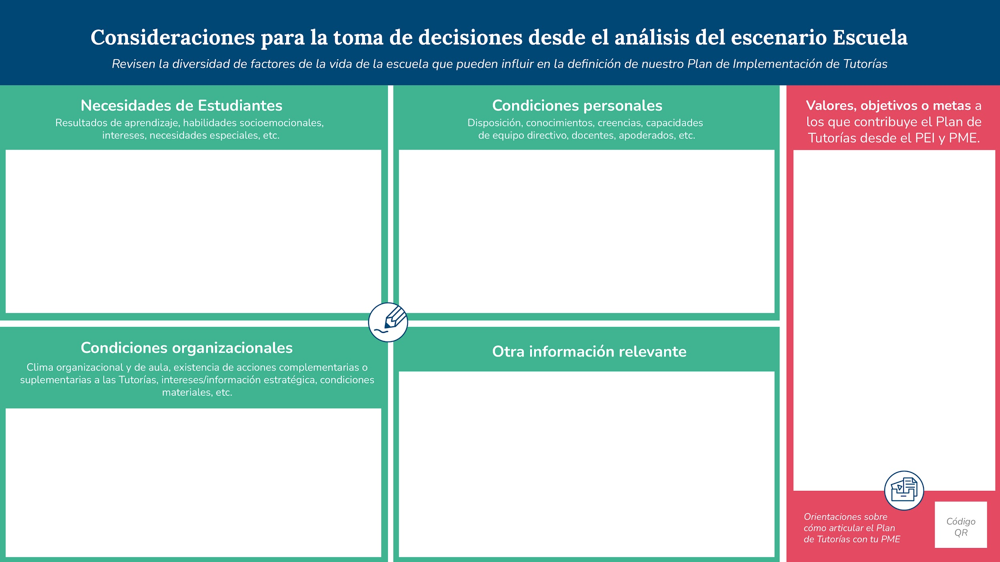 Consideraciones para la toma de decisiones desde el análisis del escenario Escuela
Revisen la diversidad de factores de la vida de la escuela que pueden influir en la definición de nuestro Plan de Implementación de Tutorías
Necesidades de Estudiantes
Resultados de aprendizaje, habilidades socioemocionales,
intereses, necesidades especiales, etc.
Condiciones personales
Disposición, conocimientos, creencias, capacidades
de equipo directivo, docentes, apoderados, etc.
Valores, objetivos o metas a
los que contribuye el Plan de
Tutorías desde el PEI y PME.
Condiciones organizacionales
Clima organizacional y de aula, existencia de acciones complementarias o
suplementarias a las Tutorías, intereses/información estratégica, condiciones
materiales, etc.
Otra información relevante
Orientaciones sobre
cómo articular el Plan
de Tutorías con tu PME
Código
QR